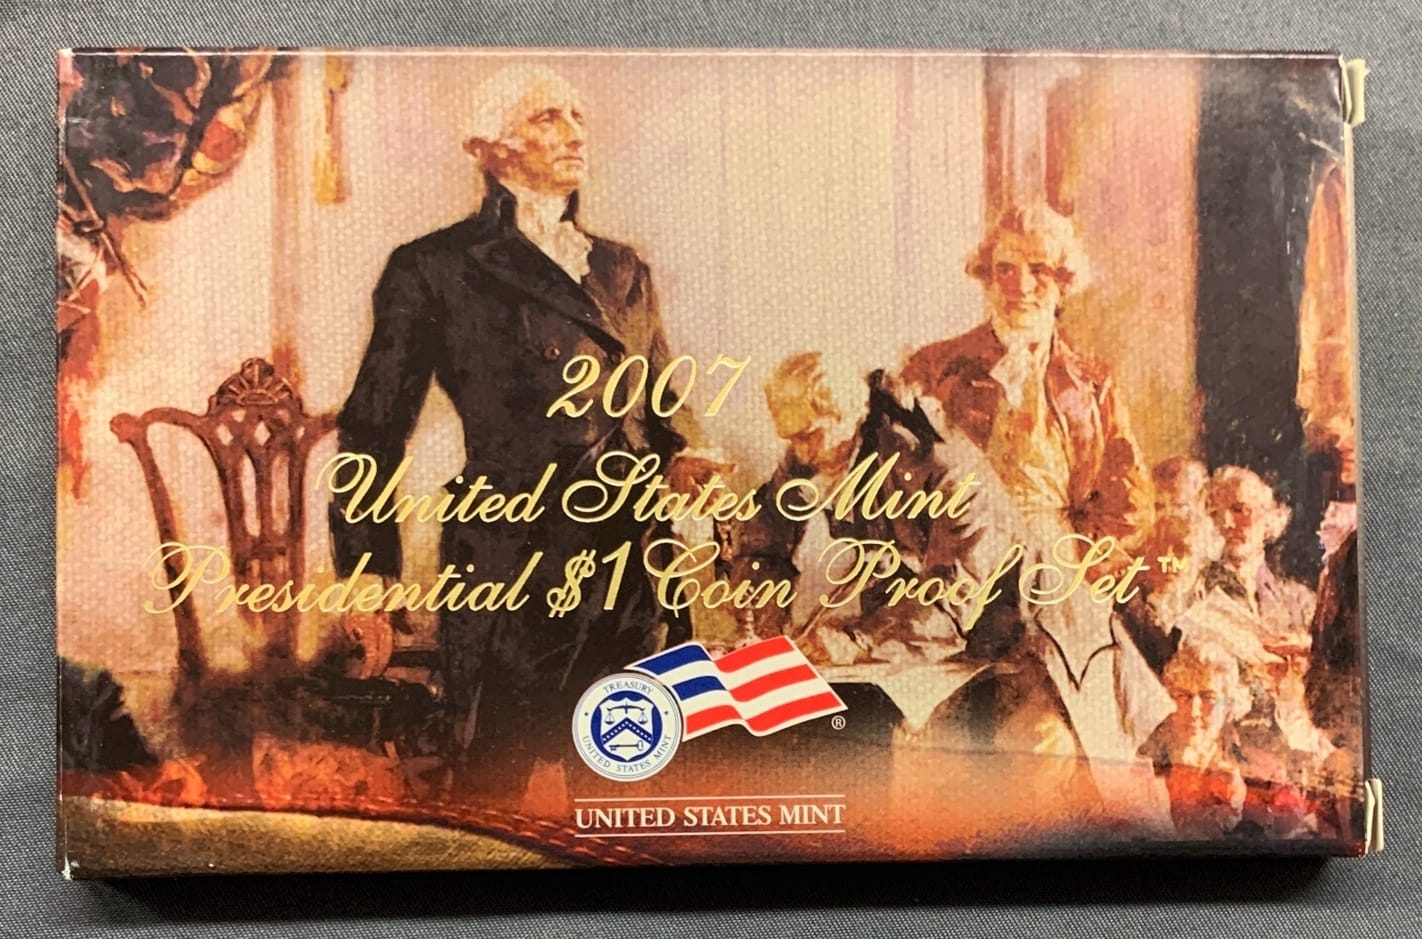 2007
United States Mint
Presidential $1 Coin Proof Set™
TREASURY
UNITED STATES MINT
®
UNITED STATES MINT